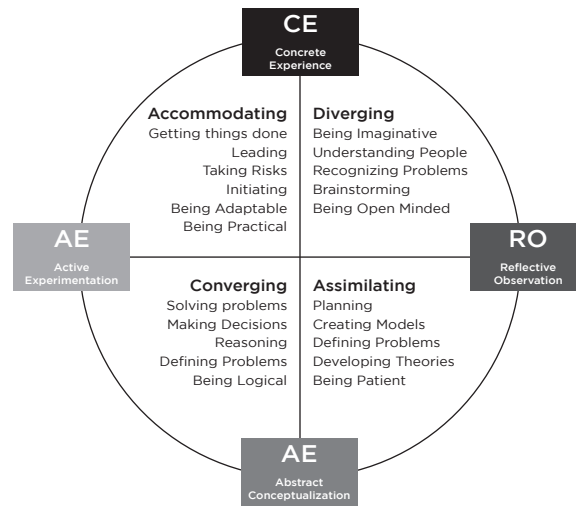 CE
Concrete
Experience
Accommodating
Getting things done
Leading
Taking Risks
Initiating
Being Adaptable
Being Practical
Diverging
Being Imaginative
Understanding People
Recognizing Problems
Brainstorming
Being Open Minded
AE
Active
Experimentation
RO
Reflective
Observation
Converging
Solving problems
Making Decisions
Reasoning
Defining Problems
Being Logical
Assimilating
Planning
Creating Models
Defining Problems
Developing Theories
Being Patient
AE
Abstract
Conceptualization